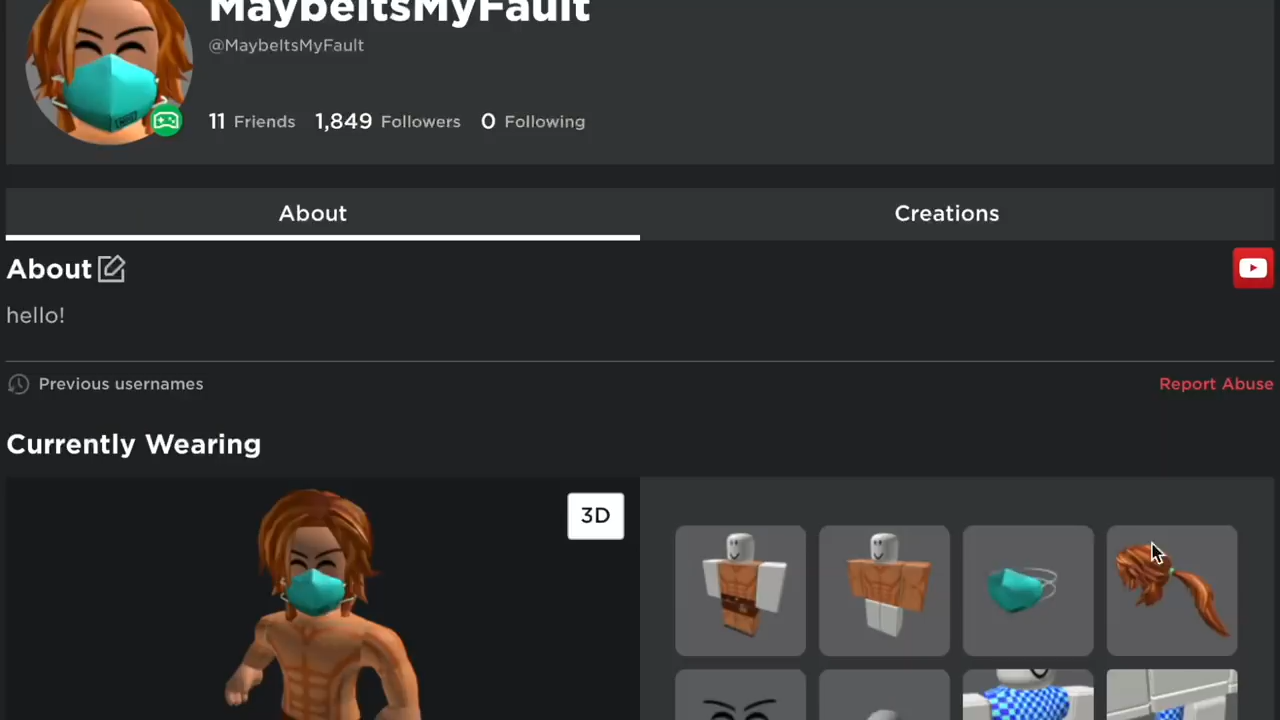 MaybeItsMyFault
@MaybeItsMyFault
11 Friends 1,849 Followers 0 Following
About Creations
About
hello!
Previous usernames Report Abuse
Currently Wearing
3D